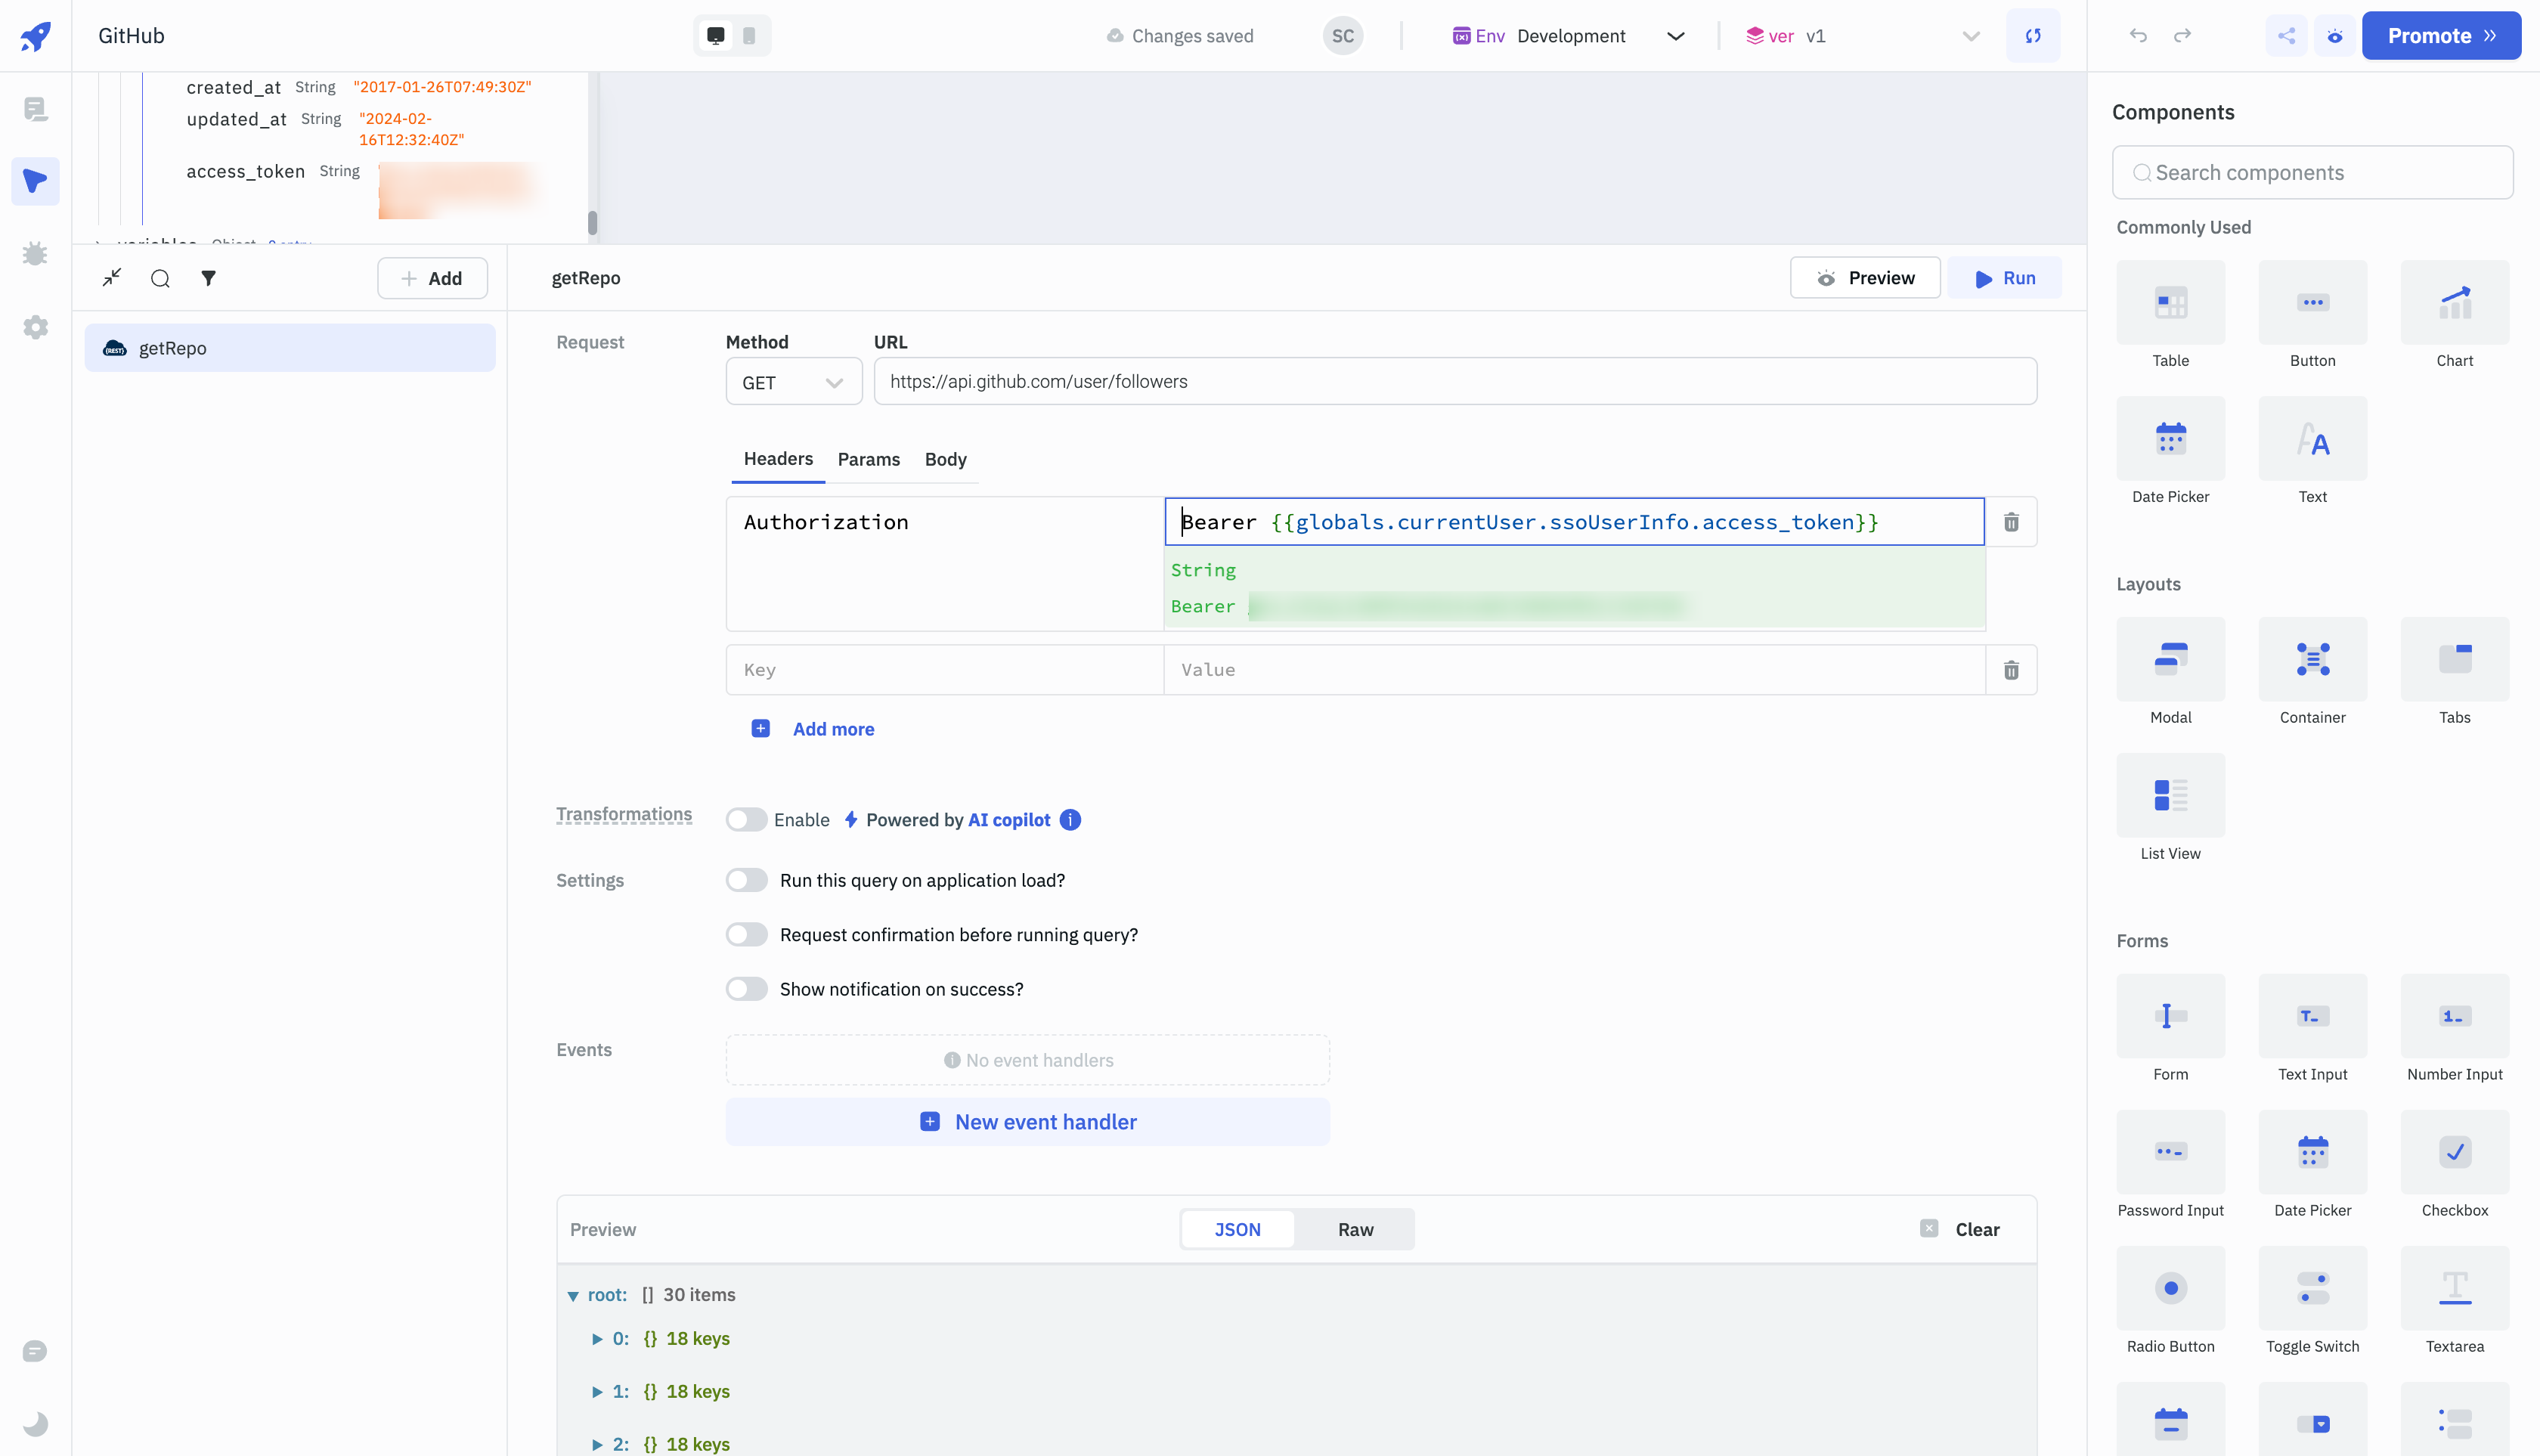 GitHub
Changes saved
SC
Env Development
ver v1
Promote
created_at String "2017-01-26T07:49:30Z"
updated_at String "2024-02-
16T12:32:40Z"
access_token String
variables Object 0 entry
Add
getRepo
getRepo
Preview
Run
Request
Method
URL
GET
https://api.github.com/user/followers
Headers Params Body
Authorization
Bearer {{globals.currentUser.ssoUserInfo.access_token}}
String
Bearer
Key
Value
Add more
Transformations
Enable Powered by AI copilot
Settings
Run this query on application load?
Request confirmation before running query?
Show notification on success?
Events
No event handlers
New event handler
Preview
JSON Raw
Clear
root: [] 30 items
0: {} 18 keys
1: {} 18 keys
2: {} 18 keys
Components
Search components
Commonly Used
Table Button Chart
Date Picker Text
Layouts
Modal Container Tabs
List View
Forms
Form Text Input Number Input
Password Input Date Picker Checkbox
Radio Button Toggle Switch Textarea